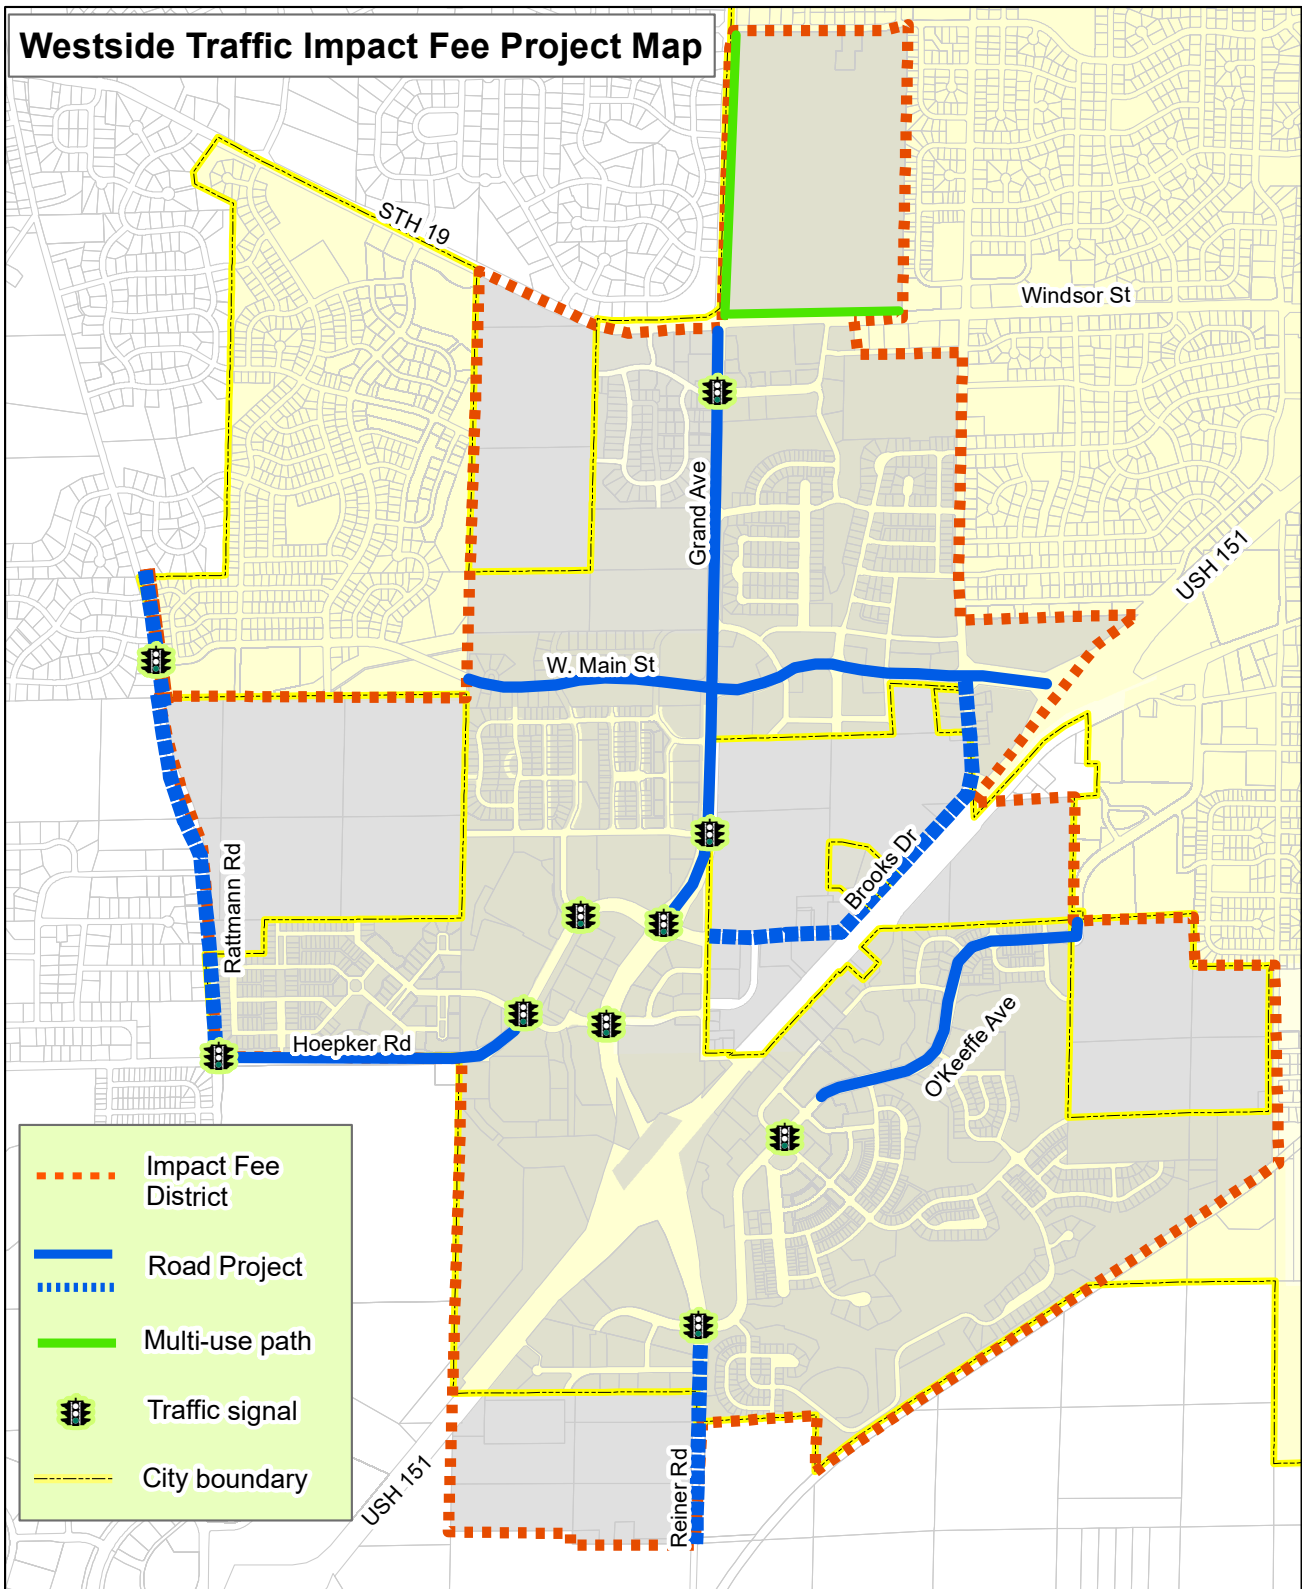 Westside Traffic Impact Fee Project Map
STH 19
Windsor St
Grand Ave
USH 151
W. Main St
Rattmann Rd
Brooks Dr
Hoepker Rd
O'Keeffe Ave
Impact Fee
District
Road Project
Multi-use path
Traffic signal
City boundary
USH 151
Reiner Rd